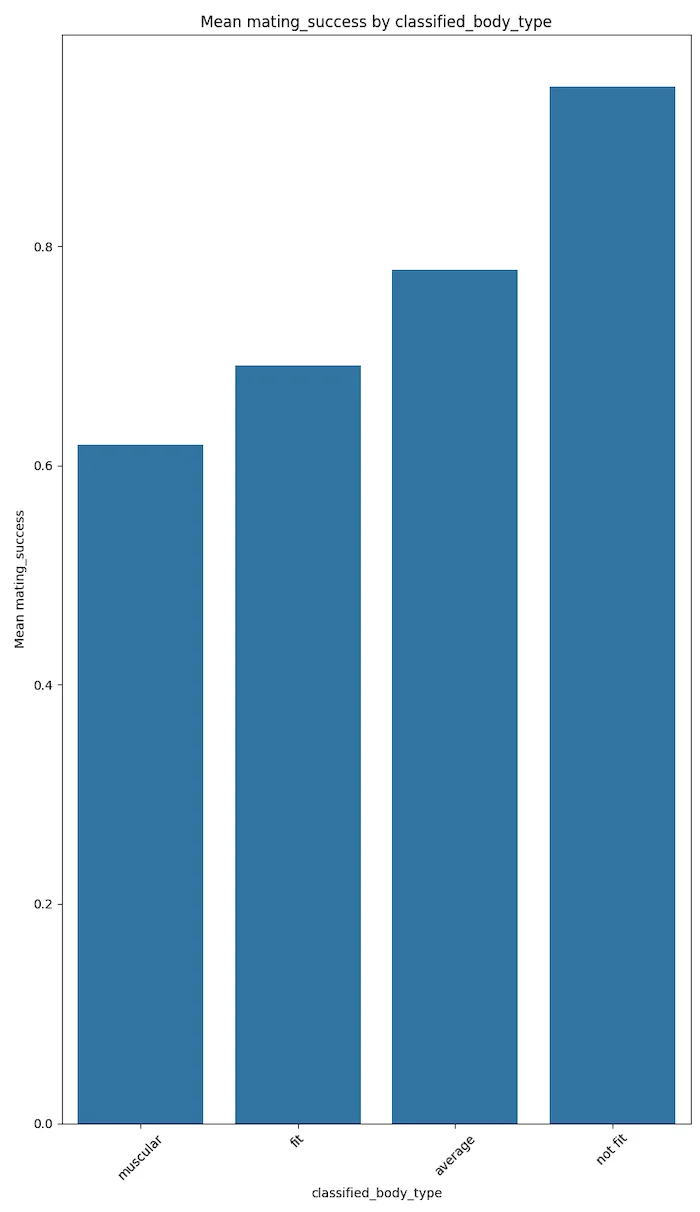 Mean mating_success by classified_body_type
Mean mating_success
0.8
0.6
0.4
0.2
0.0
muscular
fit
average
not fit
classified_body_type